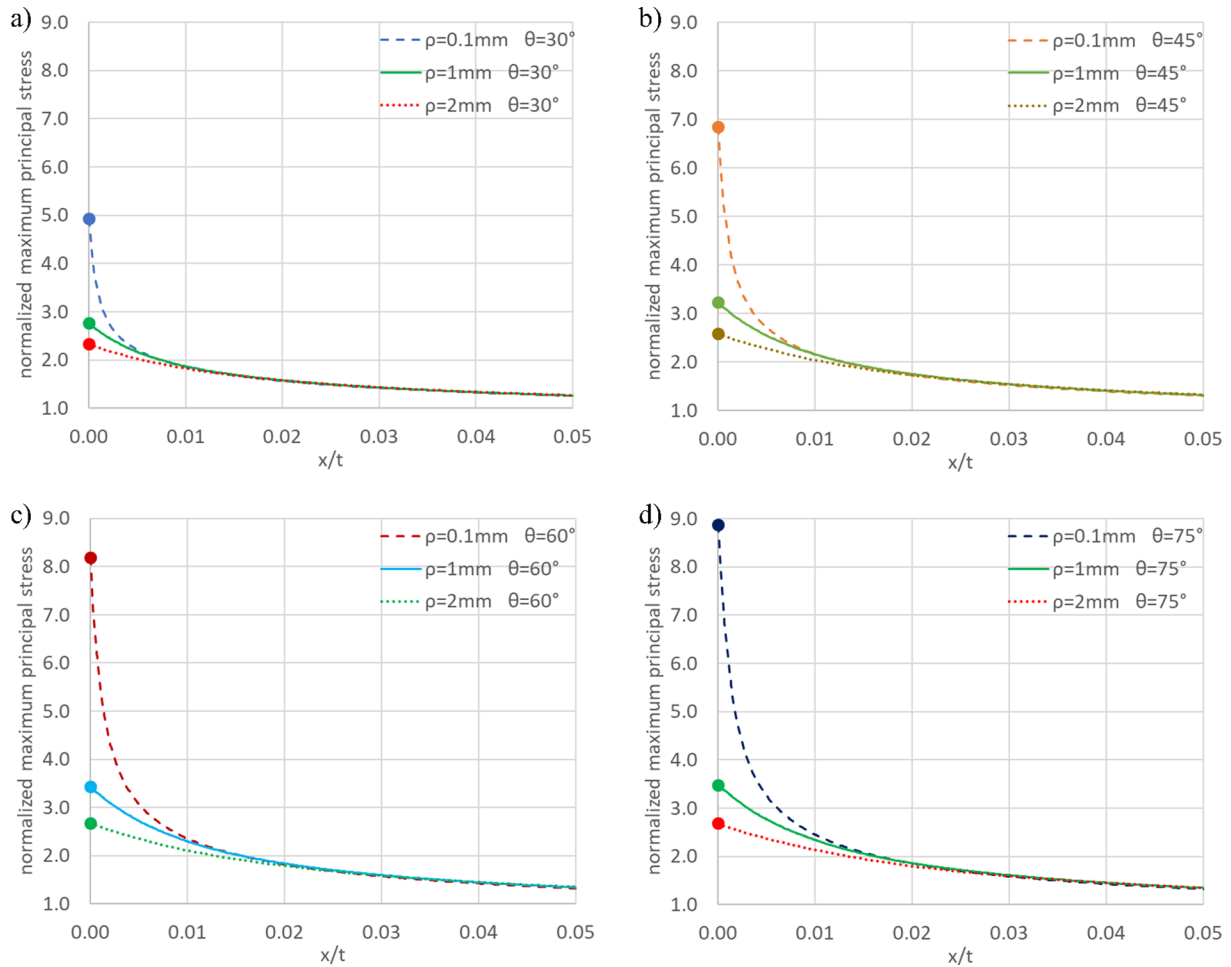 a)
normalized maximum principal stress
9.0
8.0
7.0
6.0
5.0
4.0
3.0
2.0
1.0
0.00 0.01 0.02 0.03 0.04 0.05
x/t
ρ=0.1mm θ=30°
ρ=1mm θ=30°
ρ=2mm θ=30°
b)
normalized maximum principal stress
9.0
8.0
7.0
6.0
5.0
4.0
3.0
2.0
1.0
0.00 0.01 0.02 0.03 0.04 0.05
x/t
ρ=0.1mm θ=45°
ρ=1mm θ=45°
ρ=2mm θ=45°
c)
normalized maximum principal stress
9.0
8.0
7.0
6.0
5.0
4.0
3.0
2.0
1.0
0.00 0.01 0.02 0.03 0.04 0.05
x/t
ρ=0.1mm θ=60°
ρ=1mm θ=60°
ρ=2mm θ=60°
d)
normalized maximum principal stress
9.0
8.0
7.0
6.0
5.0
4.0
3.0
2.0
1.0
0.00 0.01 0.02 0.03 0.04 0.05
x/t
ρ=0.1mm θ=75°
ρ=1mm θ=75°
ρ=2mm θ=75°